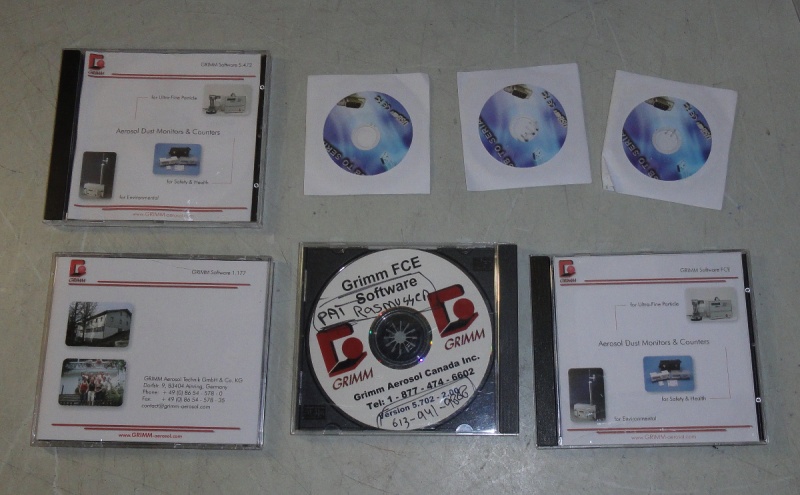 GRIMM
GRIMM Software 5.472
for Ultra-Fine-Particle
Aerosol Dust Monitors & Counters
for Safety & Health
for Environmental
www.GRIMM-aerosol.com
GRIMM
GRIMM Software 1.177
GRIMM Aerosol Technik GmbH & Co. KG
Dorfstr. 9, 83404 Ainring, Germany
Phone: + 49 (0) 86 54 - 578 - 0
Fax + 49 (0) 86 54 - 578 - 35
contact@grimm-aerosol.com
www.GRIMM-aerosol.com
Grimm FCE
Software
PAT Rasmussen
GRIMM
GRIMM
Grimm Aerosol Canada Inc.
Tel: 1 - 877 - 474 - 6602
Version 5.702 -
613-941-9868
GRIMM
GRIMM Software FCE
for Ultra-Fine-Particle
Aerosol Dust Monitors & Counters
for Safety & Health
for Environmental
www.GRIMM-aerosol.com